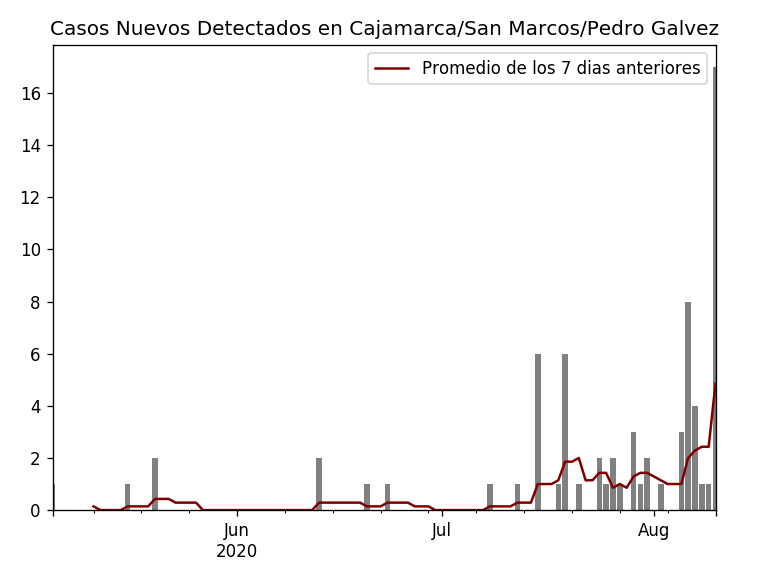 Casos Nuevos Detectados en Cajamarca/San Marcos/Pedro Galvez
Promedio de los 7 dias anteriores
16
14
12
10
8
6
4
2
0
Jun
2020
Jul
Aug